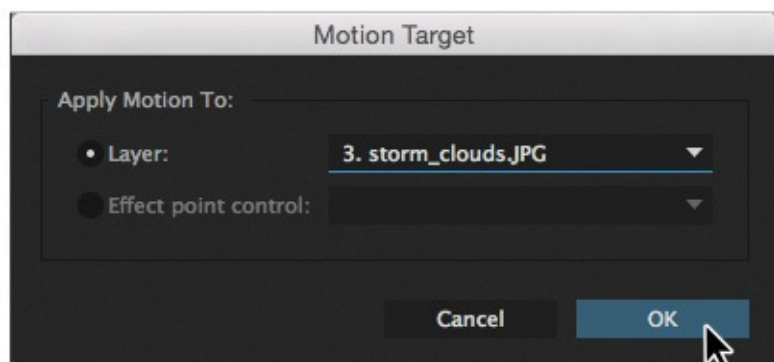 Motion Target
Apply Motion To:
Layer: 3. storm_clouds.JPG
Effect point control:
Cancel OK